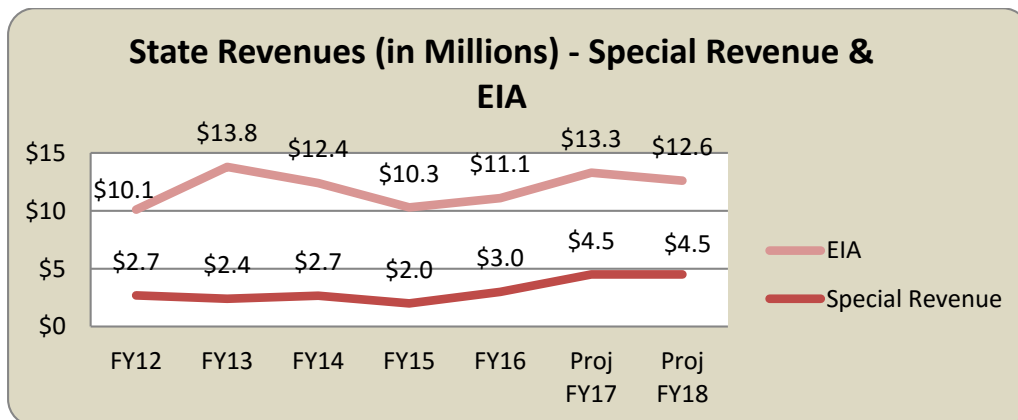 State Revenues (in Millions) - Special Revenue &
EIA
$13.8
$13.3
$12.4
$12.6
$15
$11.1
$10.3
$10.1
$10
EIA
$4.5
$4.5
$5
$2.7
$2.4
$2.7
$2.0
$3.0
Special Revenue
$0
FY12
FY13
FY14
FY15
FY16
Proj
FY17
Proj
FY18